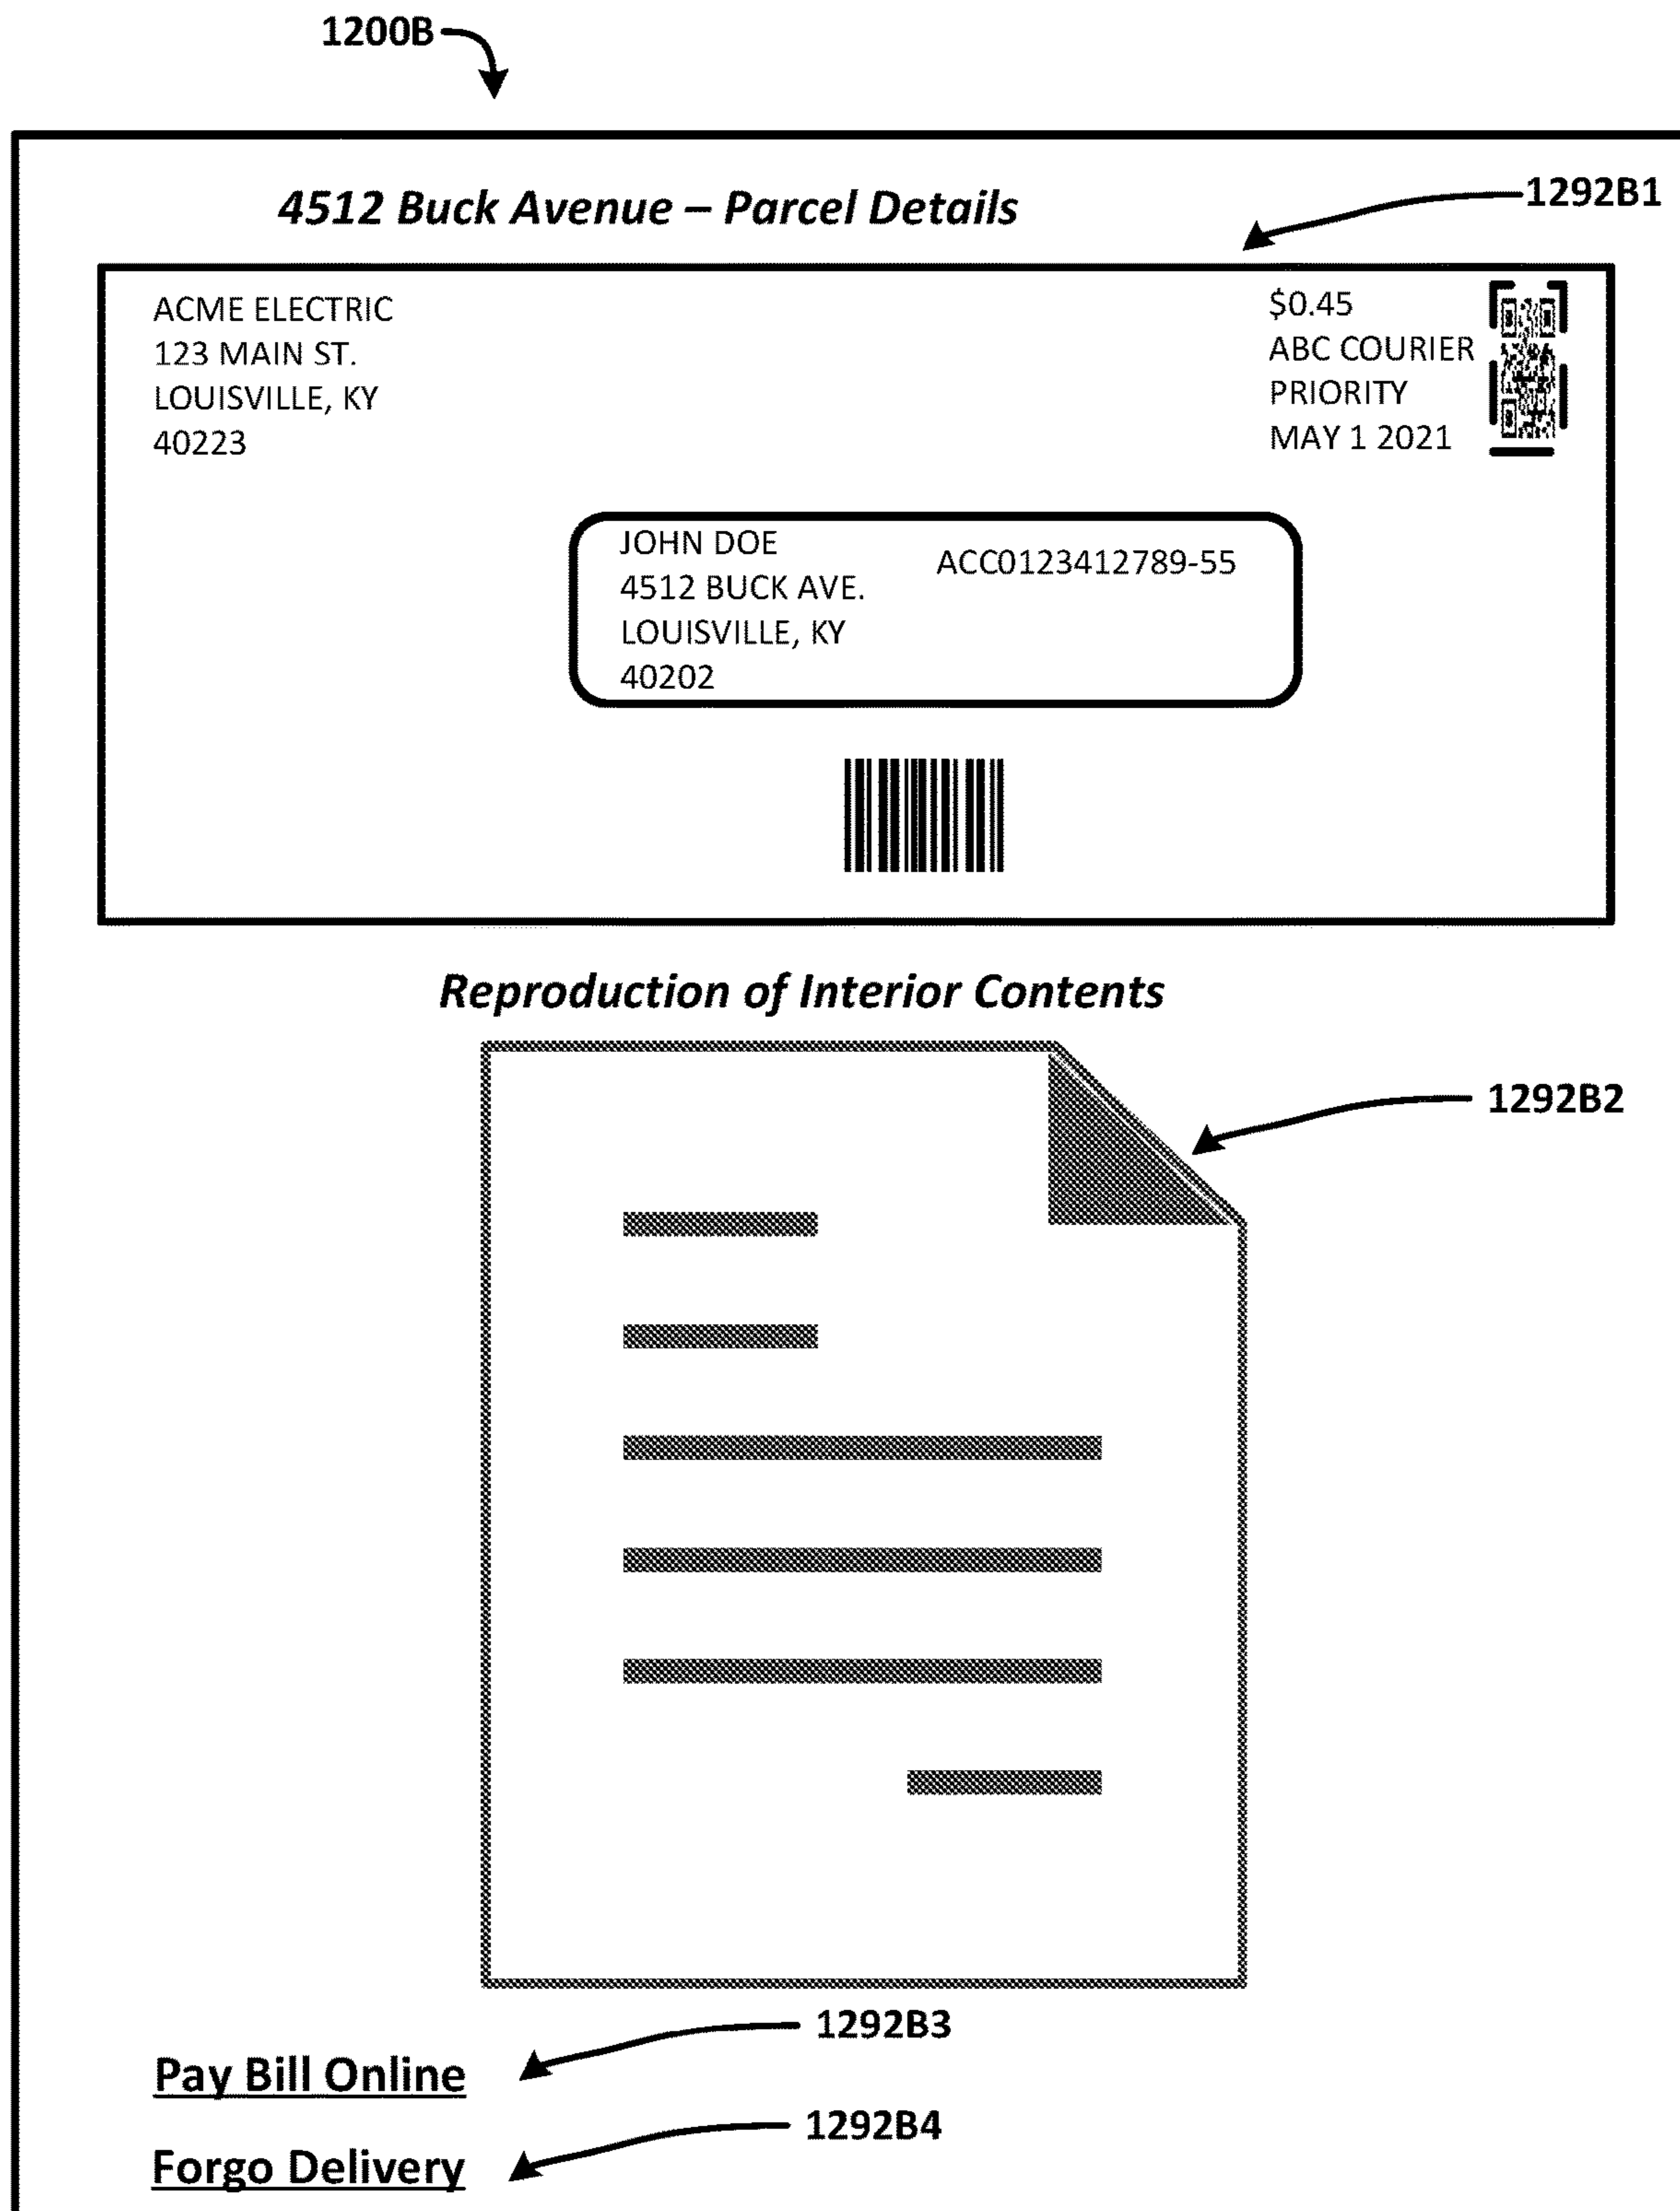 1200B
4512 Buck Avenue – Parcel Details
1292B1
ACME ELECTRIC
123 MAIN ST.
LOUISVILLE, KY
40223
$0.45
ABC COURIER
PRIORITY
MAY 1 2021
JOHN DOE
4512 BUCK AVE.
LOUISVILLE, KY
40202
ACC0123412789-55
Reproduction of Interior Contents
1292B2
1292B3
Pay Bill Online
1292B4
Forgo Delivery